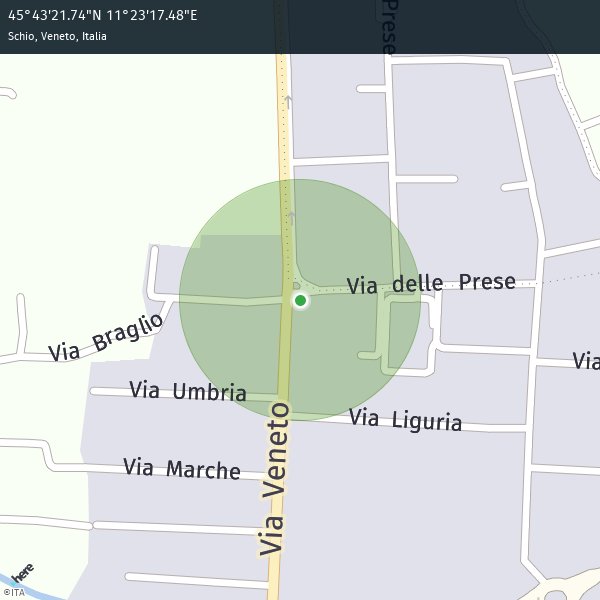 45°43'21.74"N 11°23'17.48"E
Schio, Veneto, Italia
Prese
Via delle Prese
Via Braglio
Via
Via Umbria
Via Liguria
Via Veneto
Via Marche
here
©ITA